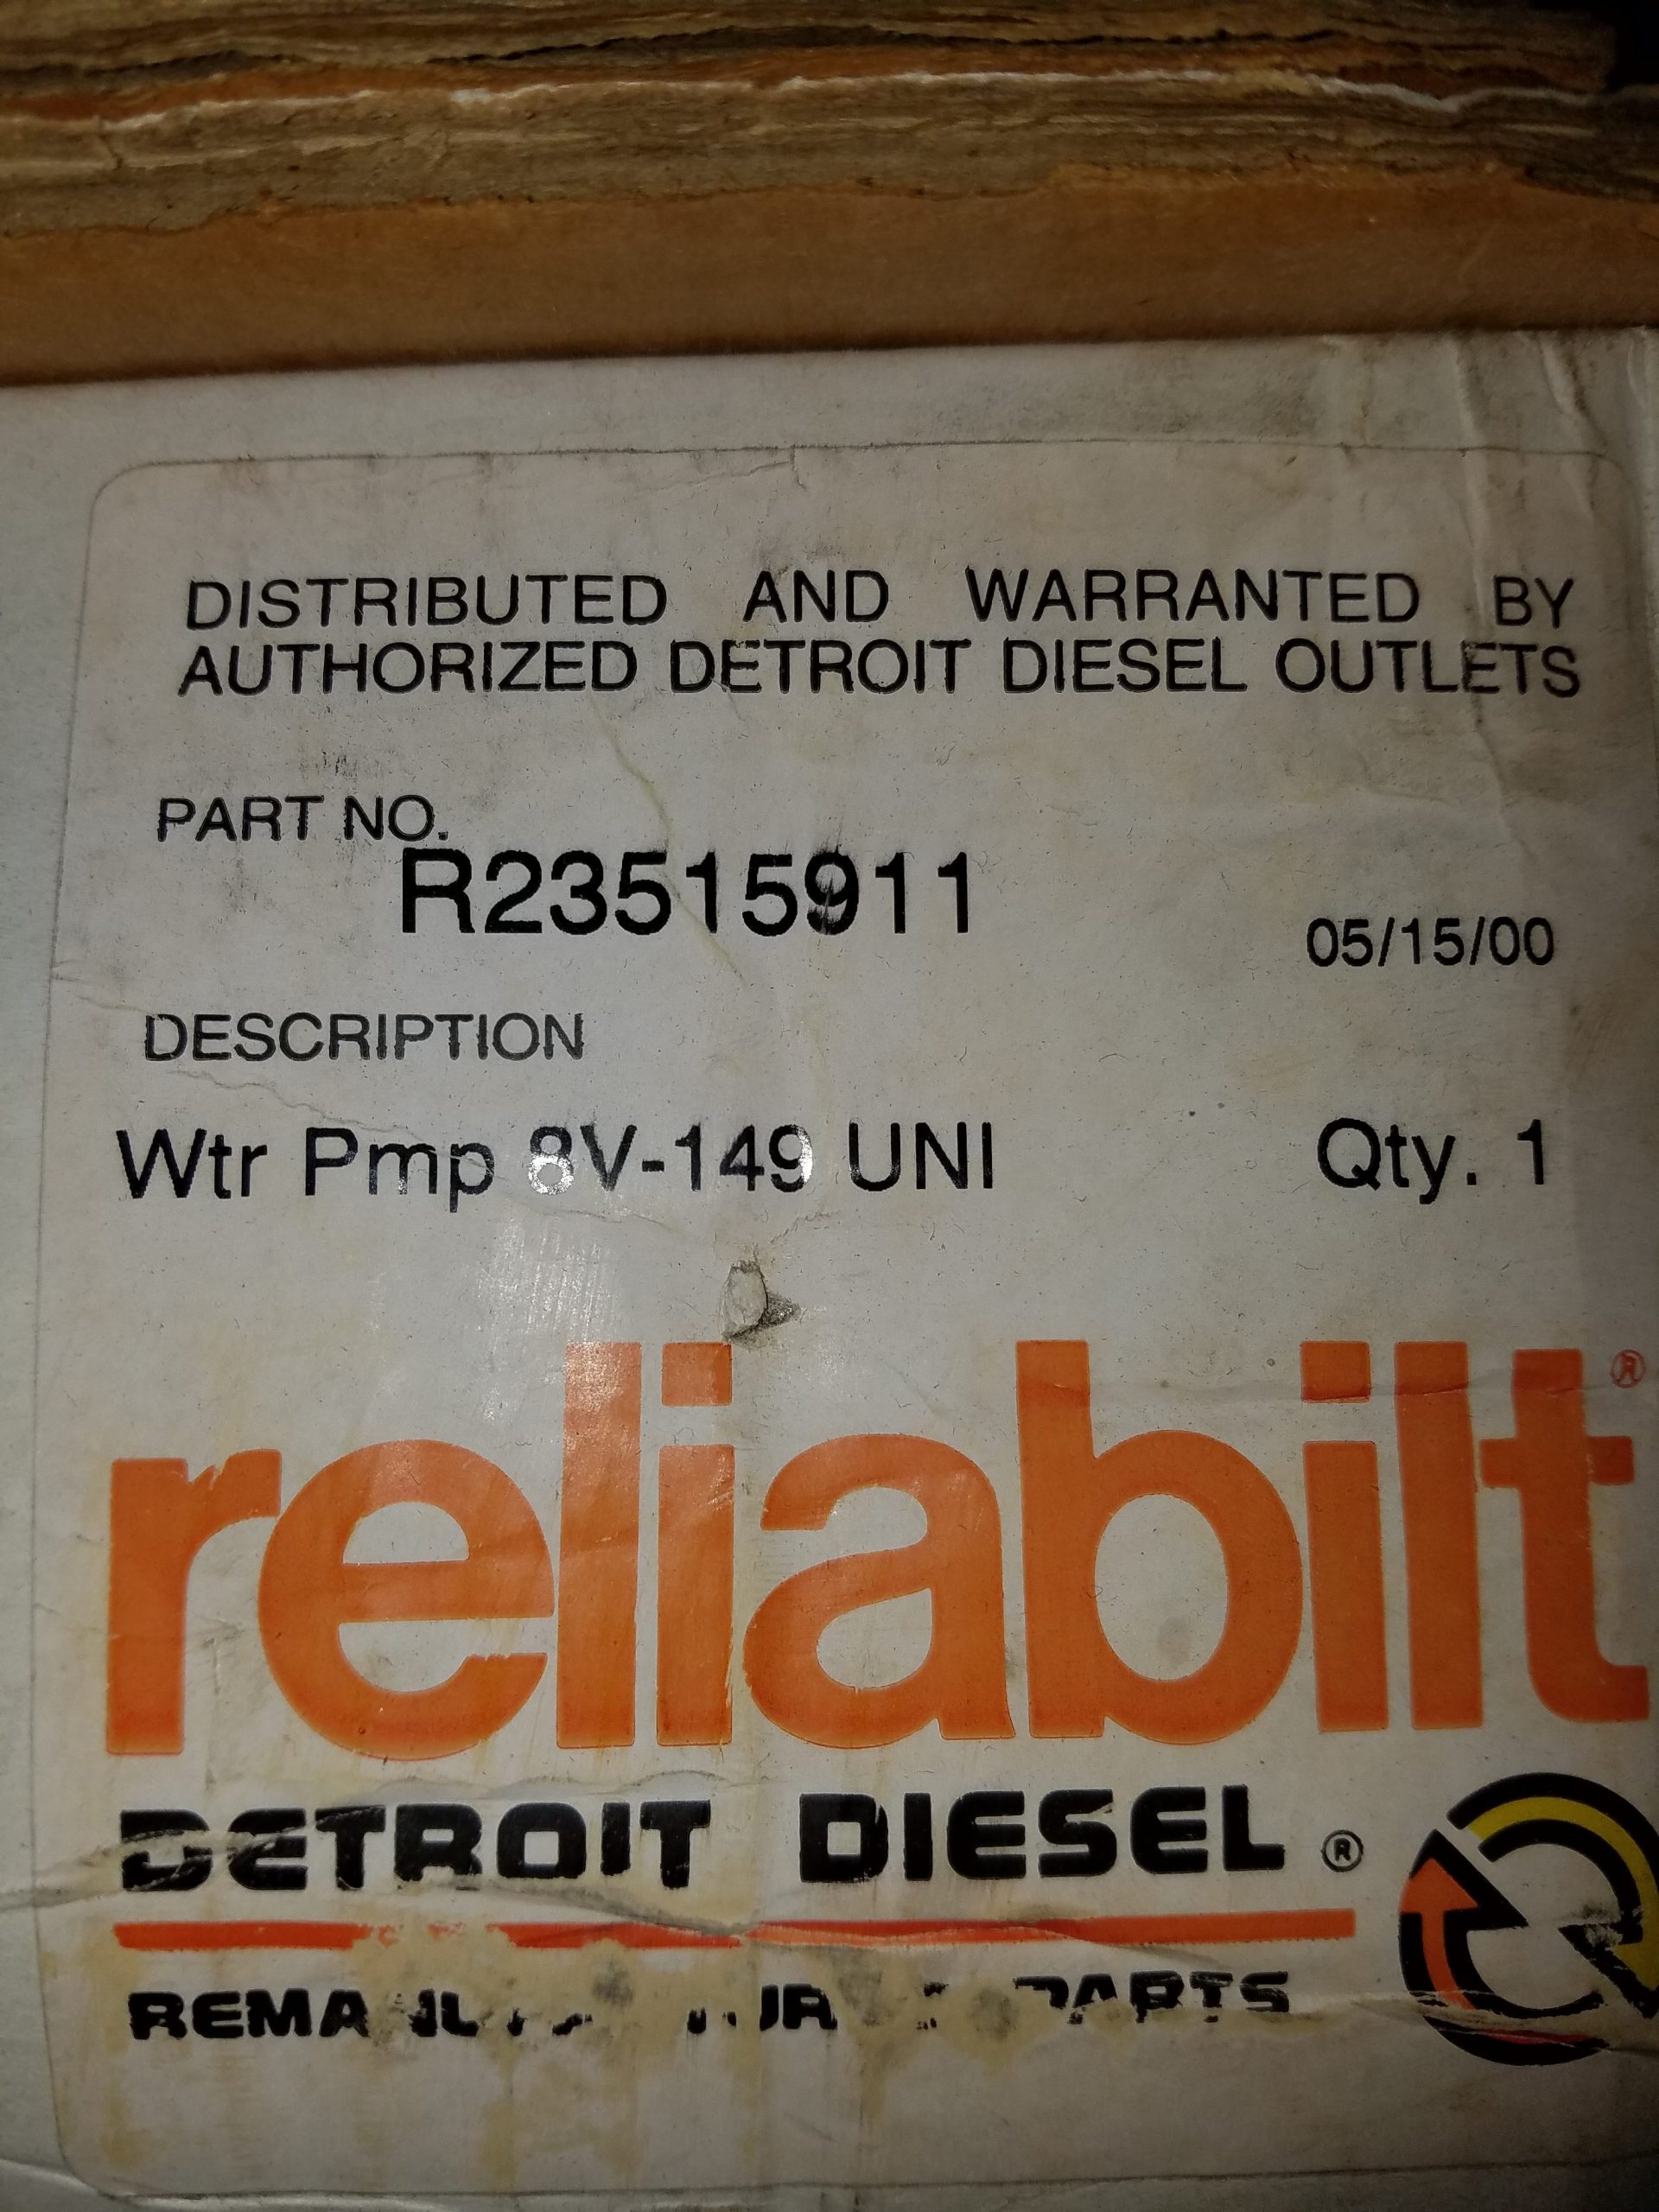 DISTRIBUTED AND WARRANTED BY
AUTHORIZED DETROIT DIESEL OUTLETS
PART NO.
R23515911
05/15/00
DESCRIPTION
Wtr Pmp 8V-149 UNI Qty. 1
reliabilt®
DETROIT DIESEL®
PARTS